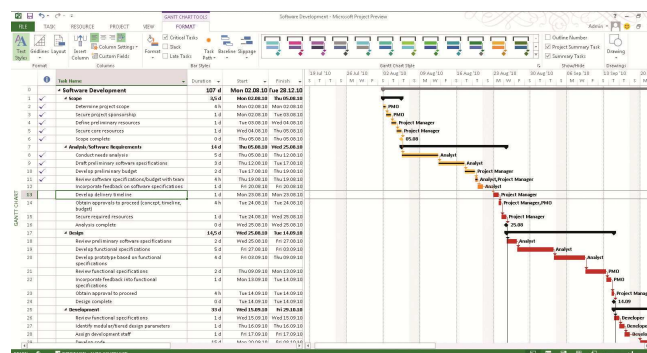 GANTT CHART TOOLS
Software Development - Microsoft Project Preview
FILE TASK RESOURCE PROJECT VIEW FORMAT
Admin
Text Styles
Gridlines
Layout
Insert Column
Column Settings
Custom Fields
Format
Critical Tasks
Slack
Late Tasks
Task Path
Baseline
Slippage
Outline Number
Project Summary Task
Summary Tasks
Drawing
Format Columns Bar Styles Gantt Chart Style Show/Hide Drawings
Task Name Duration Start Finish
19 Jul '10 26 Jul '10 02 Aug '10 09 Aug '10 16 Aug '10 23 Aug '10 30 Aug '10 06 Sep '10 13 Sep '10
0 Software Development 107 d Mon 02.08.10 Tue 28.12.10
1 Scope 3,5 d Mon 02.08.10 Thu 05.08.10
2 Determine project scope 4 h Mon 02.08.10 Mon 02.08.10 PMO
3 Secure project sponsorship 1 d Mon 02.08.10 Tue 03.08.10 PMO
4 Define preliminary resources 1 d Tue 03.08.10 Wed 04.08.10 Project Manager
5 Secure core resources 1 d Wed 04.08.10 Thu 05.08.10 Project Manager
6 Scope complete 0 d Thu 05.08.10 Thu 05.08.10 05.08
7 Analysis/Software Requirements 14 d Thu 05.08.10 Wed 25.08.10
8 Conduct needs analysis 5 d Thu 05.08.10 Thu 12.08.10 Analyst
9 Draft preliminary software specifications 3 d Thu 12.08.10 Tue 17.08.10 Analyst
10 Develop preliminary budget 2 d Tue 17.08.10 Thu 19.08.10 Project Manager
11 Review software specifications/budget with team 4 h Thu 19.08.10 Thu 19.08.10 Analyst,Project Manager
12 Incorporate feedback on software specifications 1 d Fri 20.08.10 Fri 20.08.10 Analyst
13 Develop delivery timeline 1 d Mon 23.08.10 Mon 23.08.10 Project Manager
14 Obtain approvals to proceed (concept, timeline, budget) 4 h Tue 24.08.10 Tue 24.08.10 Project Manager,PMO
15 Secure required resources 1 d Tue 24.08.10 Wed 25.08.10 Project Manager
16 Analysis complete 0 d Wed 25.08.10 Wed 25.08.10 25.08
17 Design 14,5 d Wed 25.08.10 Tue 14.09.10
18 Review preliminary software specifications 2 d Wed 25.08.10 Fri 27.08.10 Analyst
19 Develop functional specifications 5 d Fri 27.08.10 Fri 03.09.10 Analyst
20 Develop prototype based on functional specifications 4 d Fri 03.09.10 Thu 09.09.10 Analyst
21 Review functional specifications 2 d Thu 09.09.10 Mon 13.09.10 PMO
22 Incorporate feedback into functional specifications 1 d Mon 13.09.10 Tue 14.09.10 PMO
23 Obtain approval to proceed 4 h Tue 14.09.10 Tue 14.09.10 Project Manag
24 Design complete 0 d Tue 14.09.10 Tue 14.09.10 14.09
25 Development 33 d Wed 15.09.10 Fri 29.10.10
26 Review functional specifications 1 d Wed 15.09.10 Wed 15.09.10 Developer
27 Identify modular/tiered design parameters 1 d Thu 16.09.10 Thu 16.09.10 Develope
28 Assign development staff 1 d Fri 17.09.10 Fri 17.09.10
GANTT CHART